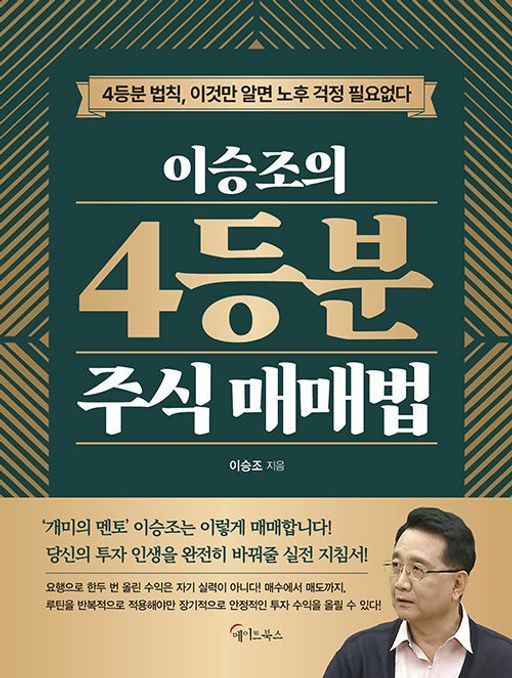 4등분 법칙, 이것만 알면 노후 걱정 필요없다
이승조의
4등분
주식 매매법
이승조 지음
‘개미의 멘토’ 이승조는 이렇게 매매합니다!
당신의 투자 인생을 완전히 바꿔줄 실전 지침서!
요행으로 한두 번 올린 수익은 자기 실력이 아니다! 매수에서 매도까지,
루틴을 반복적으로 적용해야만 장기적으로 안정적인 투자 수익을 올릴 수 있다!
메이트북스